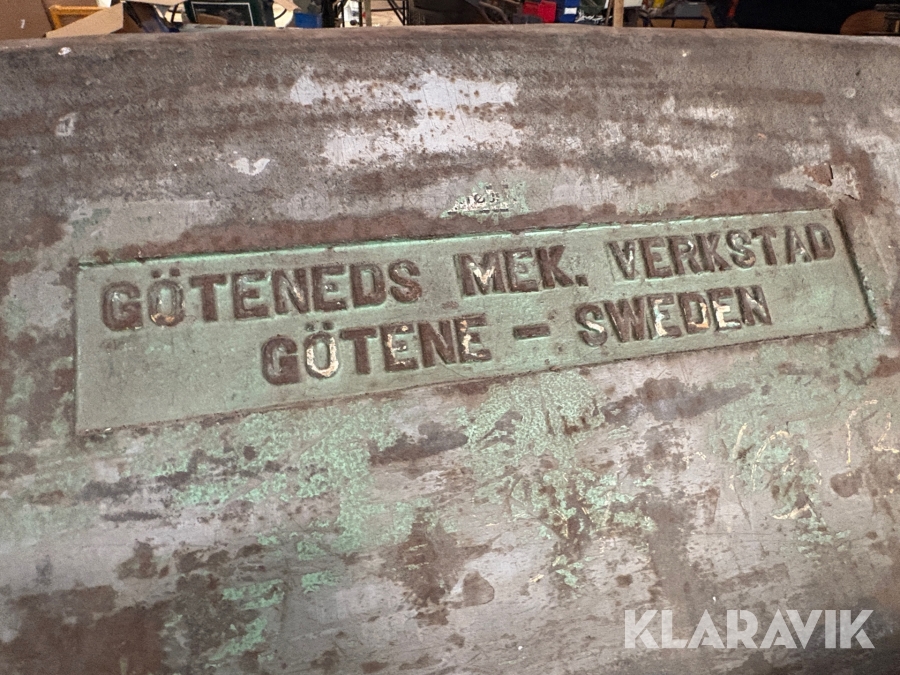 GÖTENEDS MEK. VERKSTAD
GÖTENE – SWEDEN
KLARAVIK